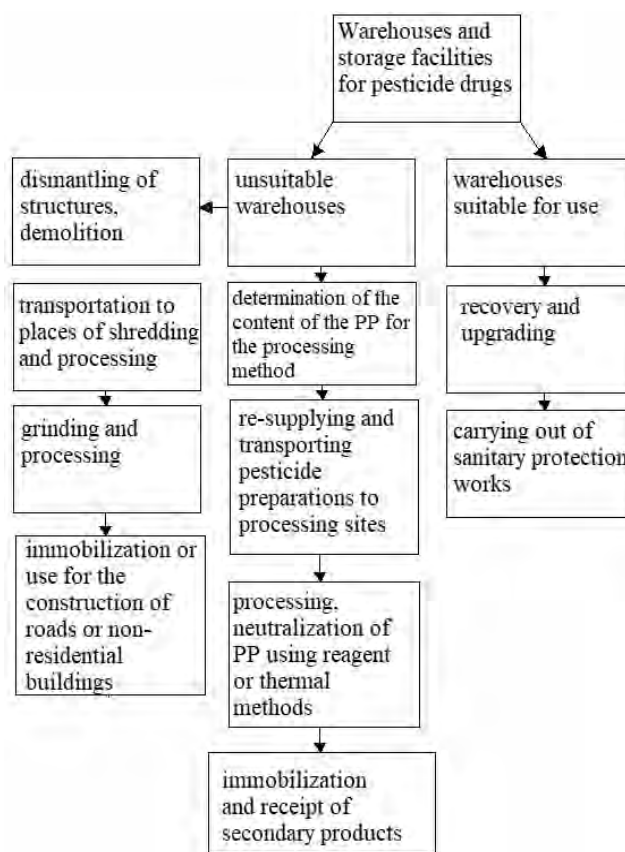 Warehouses and
storage facilities
for pesticide drugs
dismantling of
structures,
demolition
unsuitable
warehouses
warehouses
suitable for use
transportation to
places of shredding
and processing
determination of the
content of the PP for
the processing
method
recovery and
upgrading
grinding and
processing
re-supplying and
transporting
pesticide
preparations to
processing sites
carrying out of
sanitary protection
works
immobilization or
use for the
construction of
roads or non-
residential
buildings
processing,
neutralization of
PP using reagent
or thermal
methods
immobilization
and receipt of
secondary products